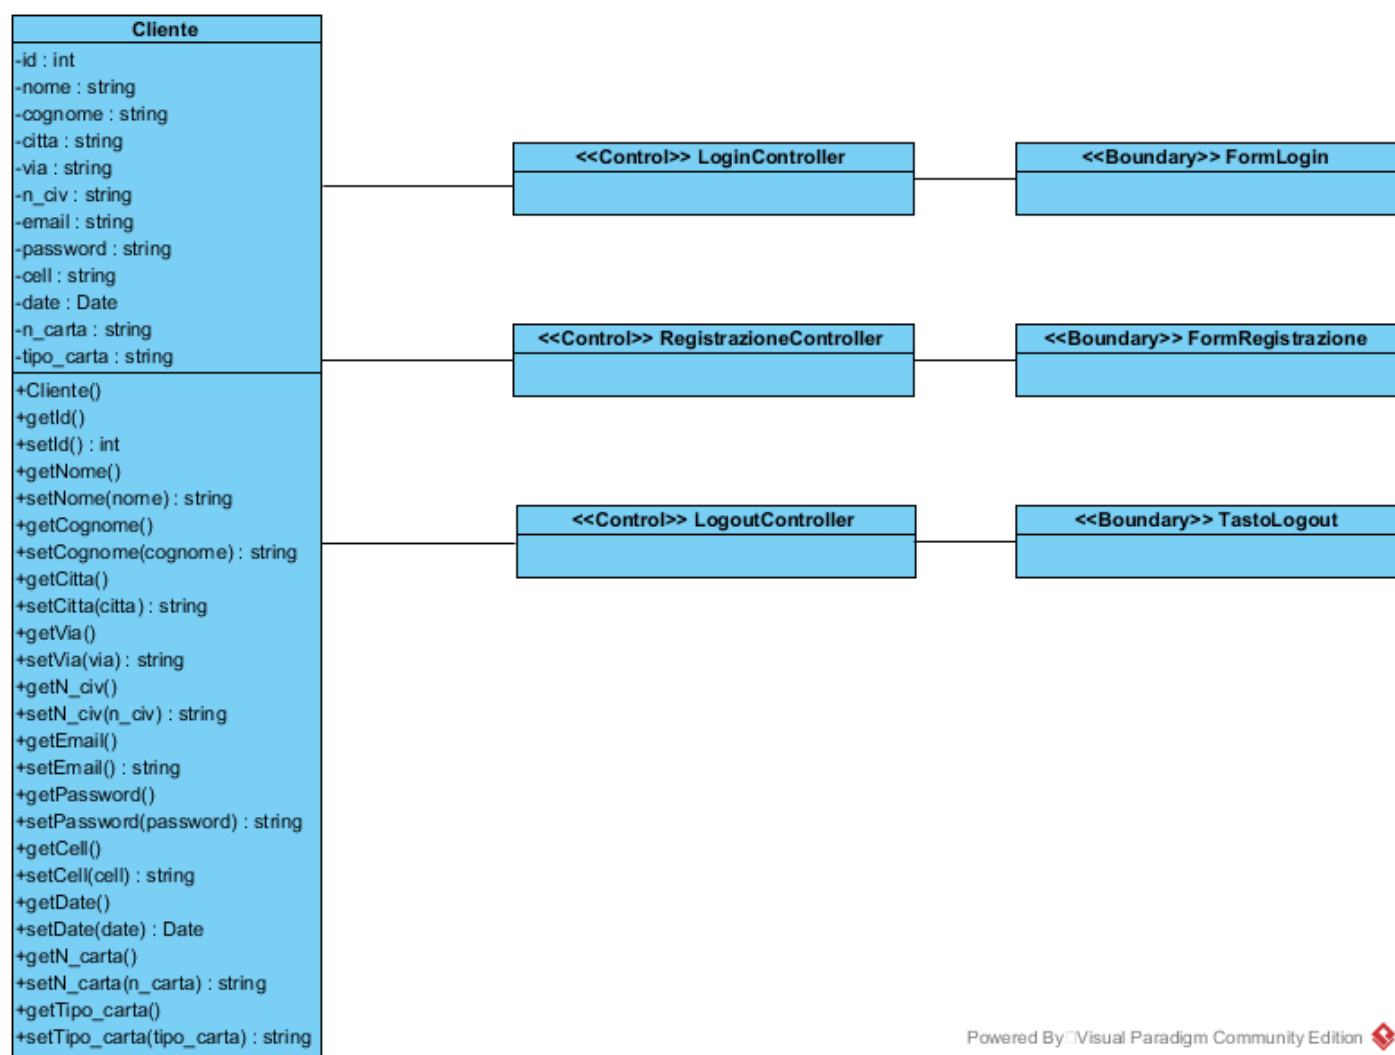 Cliente
-id : int
-nome : string
-cognome : string
-citta : string
-via : string
-n_civ : string
-email : string
-password : string
-cell : string
-date : Date
-n_carta : string
-tipo_carta : string
+Cliente()
+getId()
+setId() : int
+getNome()
+setNome(nome) : string
+getCognome()
+setCognome(cognome) : string
+getCitta()
+setCitta(citta) : string
+getVia()
+setVia(via) : string
+getN_civ()
+setN_civ(n_civ) : string
+getEmail()
+setEmail() : string
+getPassword()
+setPassword(password) : string
+getCell()
+setCell(cell) : string
+getDate()
+setDate(date) : Date
+getN_carta()
+setN_carta(n_carta) : string
+getTipo_carta()
+setTipo_carta(tipo_carta) : string
<<Control>> LoginController
<<Boundary>> FormLogin
<<Control>> RegistrazioneController
<<Boundary>> FormRegistrazione
<<Control>> LogoutController
<<Boundary>> TastoLogout
Powered By Visual Paradigm Community Edition